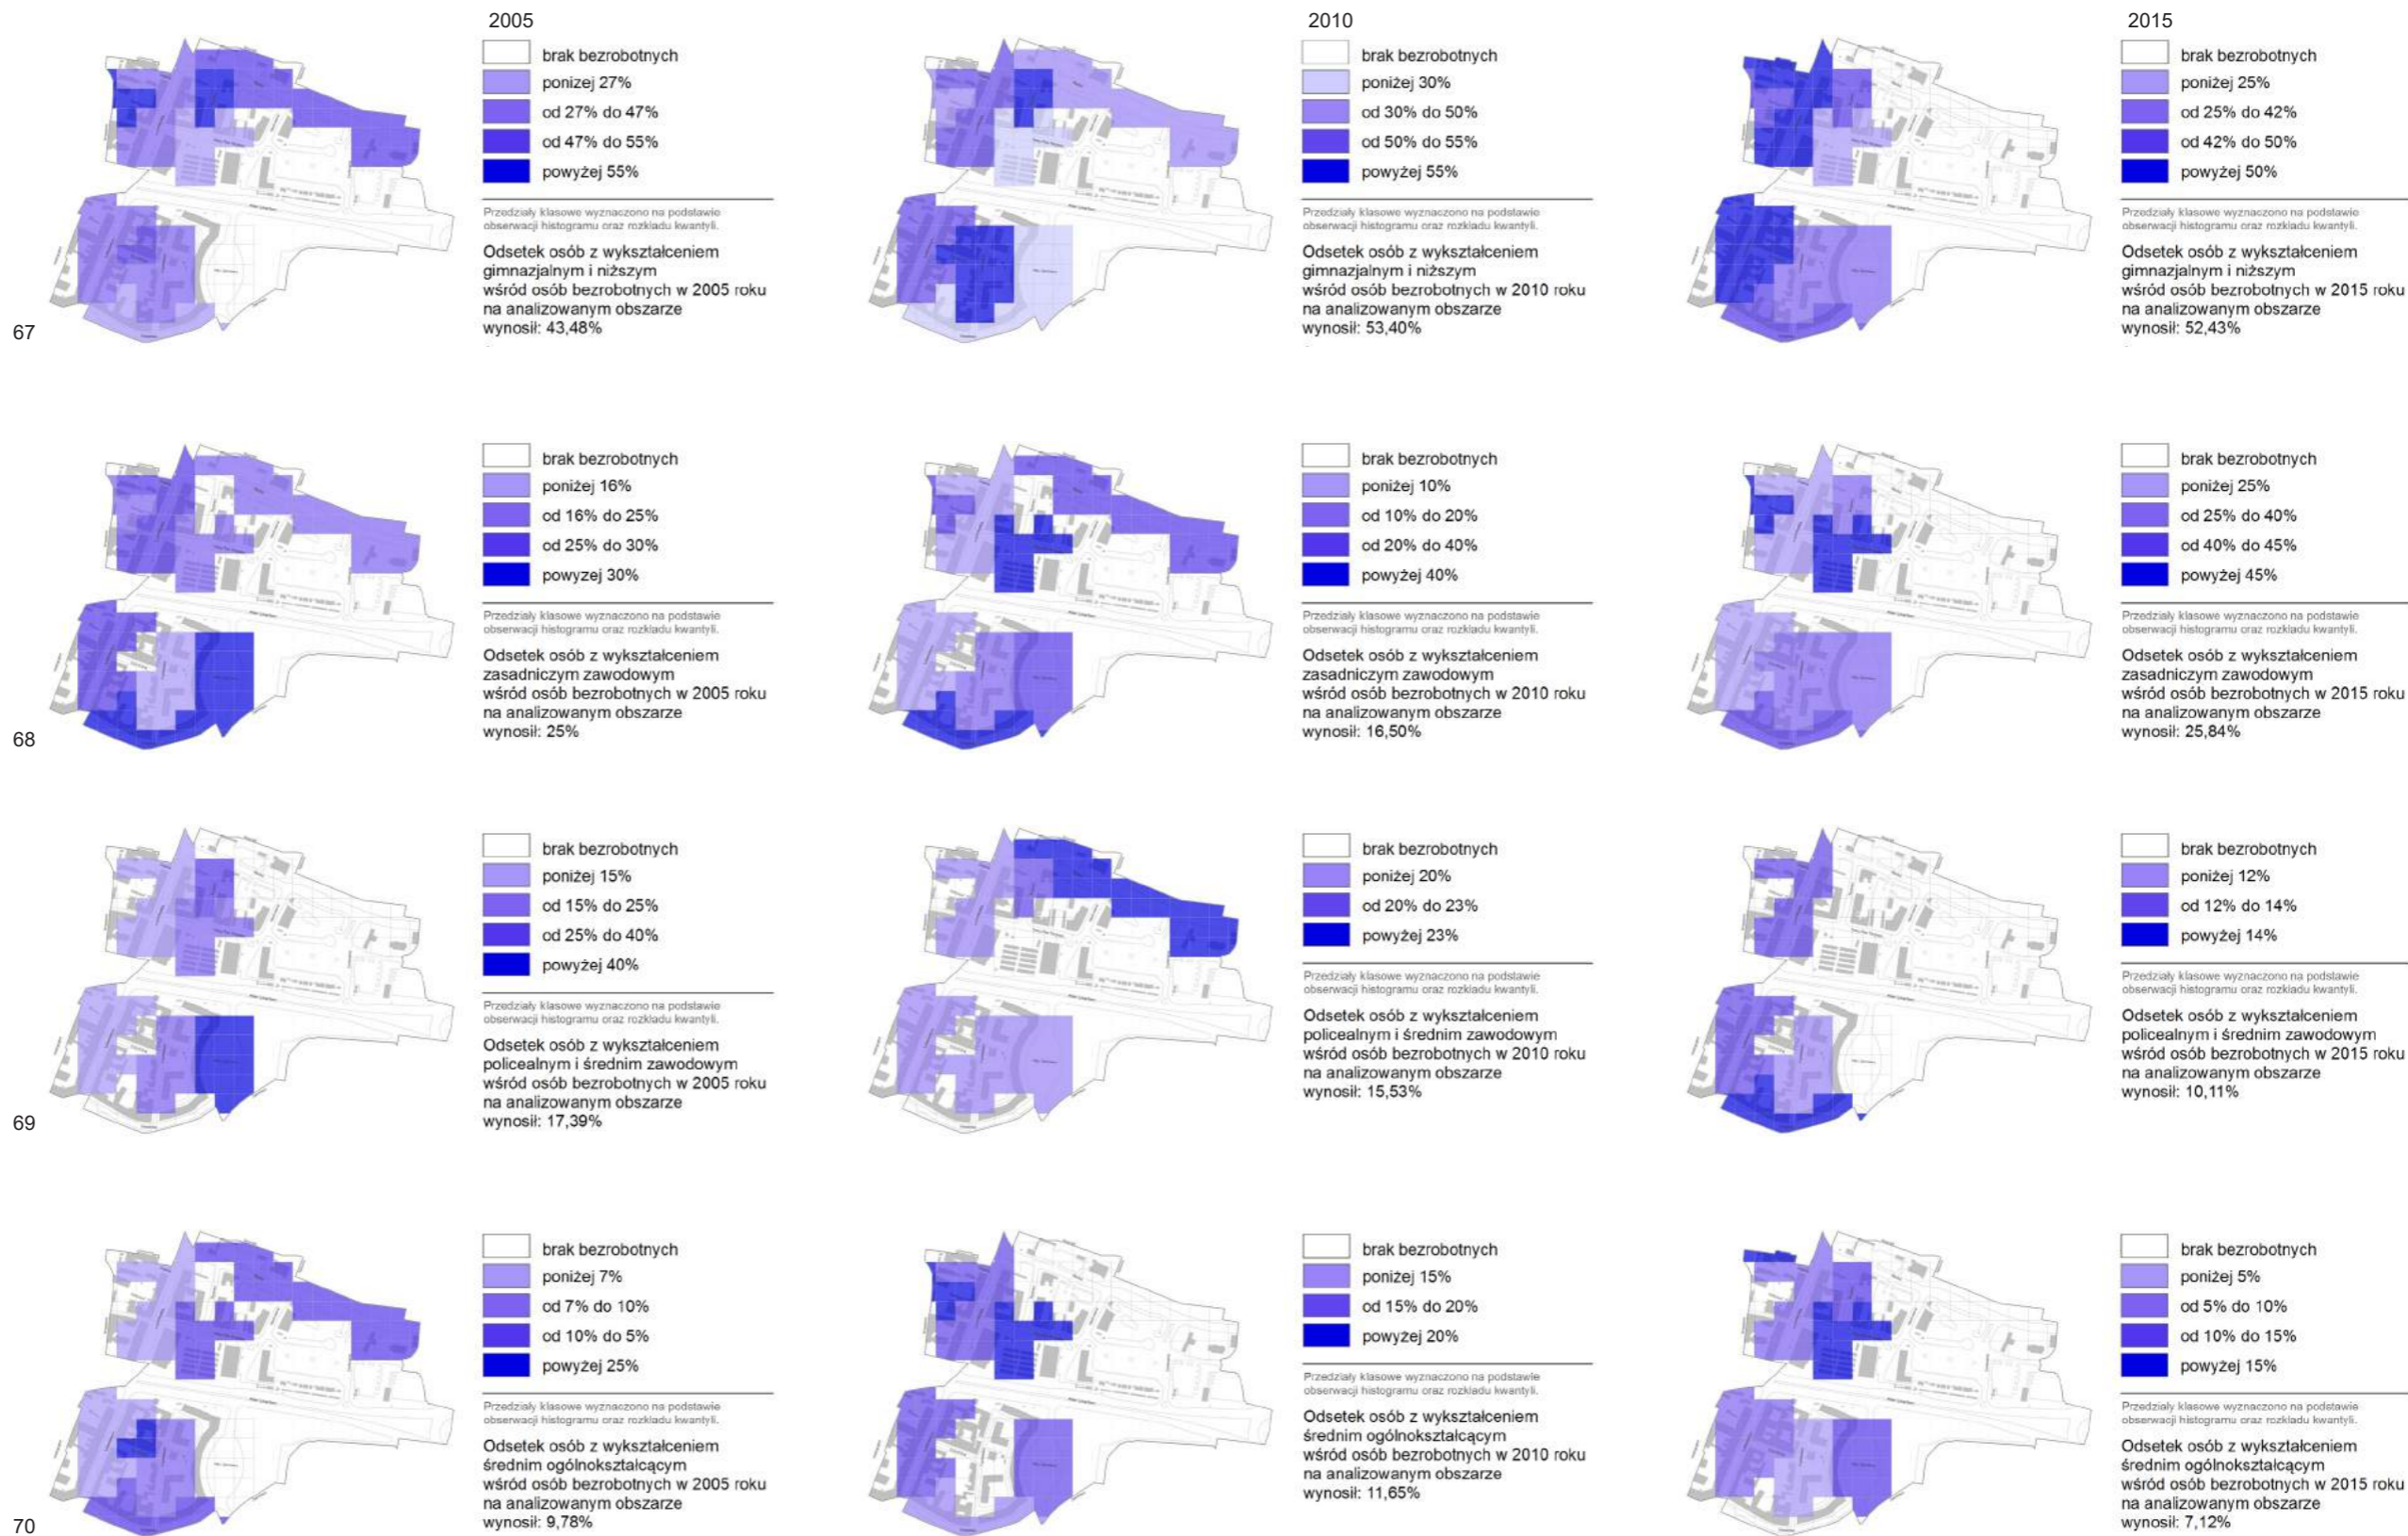 2005
brak bezrobotnych
ponizej 27%
od 27% do 47%
od 47% do 55%
powyżej 55%
Przedziały klasowe wyznaczono na podstawie
obserwacji histogramu oraz rozkładu kwantyli.
Odsetek osób z wykształceniem
gimnazjalnym i niższym
wśród osób bezrobotnych w 2005 roku
na analizowanym obszarze
wynosił: 43,48%
2010
brak bezrobotnych
poniżej 30%
od 30% do 50%
od 50% do 55%
powyżej 55%
Przedziały klasowe wyznaczono na podstawie
obserwacji histogramu oraz rozkładu kwantyli.
Odsetek osób z wykształceniem
gimnazjalnym i niższym
wśród osób bezrobotnych w 2010 roku
na analizowanym obszarze
wynosił: 53,40%
2015
brak bezrobotnych
poniżej 25%
od 25% do 42%
od 42% do 50%
powyżej 50%
Przedziały klasowe wyznaczono na podstawie
obserwacji histogramu oraz rozkładu kwantyli.
Odsetek osób z wykształceniem
gimnazjalnym i niższym
wśród osób bezrobotnych w 2015 roku
na analizowanym obszarze
wynosił: 52,43%
67
brak bezrobotnych
poniżej 16%
od 16% do 25%
od 25% do 30%
powyzej 30%
Przedziały klasowe wyznaczono na podstawie
obserwacji histogramu oraz rozkładu kwantyli.
Odsetek osób z wykształceniem
zasadniczym zawodowym
wśród osób bezrobotnych w 2005 roku
na analizowanym obszarze
wynosił: 25%
brak bezrobotnych
poniżej 10%
od 10% do 20%
od 20% do 40%
powyżej 40%
Przedziały klasowe wyznaczono na podstawie
obserwacji histogramu oraz rozkładu kwantyli.
Odsetek osób z wykształceniem
zasadniczym zawodowym
wśród osób bezrobotnych w 2010 roku
na analizowanym obszarze
wynosił: 16,50%
brak bezrobotnych
poniżej 25%
od 25% do 40%
od 40% do 45%
powyżej 45%
Przedziały klasowe wyznaczono na podstawie
obserwacji histogramu oraz rozkładu kwantyli.
Odsetek osób z wykształceniem
zasadniczym zawodowym
wśród osób bezrobotnych w 2015 roku
na analizowanym obszarze
wynosił: 25,84%
68
brak bezrobotnych
poniżej 15%
od 15% do 25%
od 25% do 40%
powyżej 40%
Przedziały klasowe wyznaczono na podstawie
obserwacji histogramu oraz rozkładu kwantyli.
Odsetek osób z wykształceniem
policealnym i średnim zawodowym
wśród osób bezrobotnych w 2005 roku
na analizowanym obszarze
wynosił: 17,39%
brak bezrobotnych
poniżej 20%
od 20% do 23%
powyżej 23%
Przedziały klasowe wyznaczono na podstawie
obserwacji histogramu oraz rozkładu kwantyli.
Odsetek osób z wykształceniem
policealnym i średnim zawodowym
wśród osób bezrobotnych w 2010 roku
na analizowanym obszarze
wynosił: 15,53%
brak bezrobotnych
poniżej 12%
od 12% do 14%
powyżej 14%
Przedziały klasowe wyznaczono na podstawie
obserwacji histogramu oraz rozkładu kwantyli.
Odsetek osób z wykształceniem
policealnym i średnim zawodowym
wśród osób bezrobotnych w 2015 roku
na analizowanym obszarze
wynosił: 10,11%
69
brak bezrobotnych
poniżej 7%
od 7% do 10%
od 10% do 5%
powyżej 25%
Przedziały klasowe wyznaczono na podstawie
obserwacji histogramu oraz rozkładu kwantyli.
Odsetek osób z wykształceniem
średnim ogólnokształcącym
wśród osób bezrobotnych w 2005 roku
na analizowanym obszarze
wynosił: 9,78%
brak bezrobotnych
poniżej 15%
od 15% do 20%
powyżej 20%
Przedziały klasowe wyznaczono na podstawie
obserwacji histogramu oraz rozkładu kwantyli.
Odsetek osób z wykształceniem
średnim ogólnokształcącym
wśród osób bezrobotnych w 2010 roku
na analizowanym obszarze
wynosił: 11,65%
brak bezrobotnych
poniżej 5%
od 5% do 10%
od 10% do 15%
powyżej 15%
Przedziały klasowe wyznaczono na podstawie
obserwacji histogramu oraz rozkładu kwantyli.
Odsetek osób z wykształceniem
średnim ogólnokształcącym
wśród osób bezrobotnych w 2015 roku
na analizowanym obszarze
wynosił: 7,12%
70